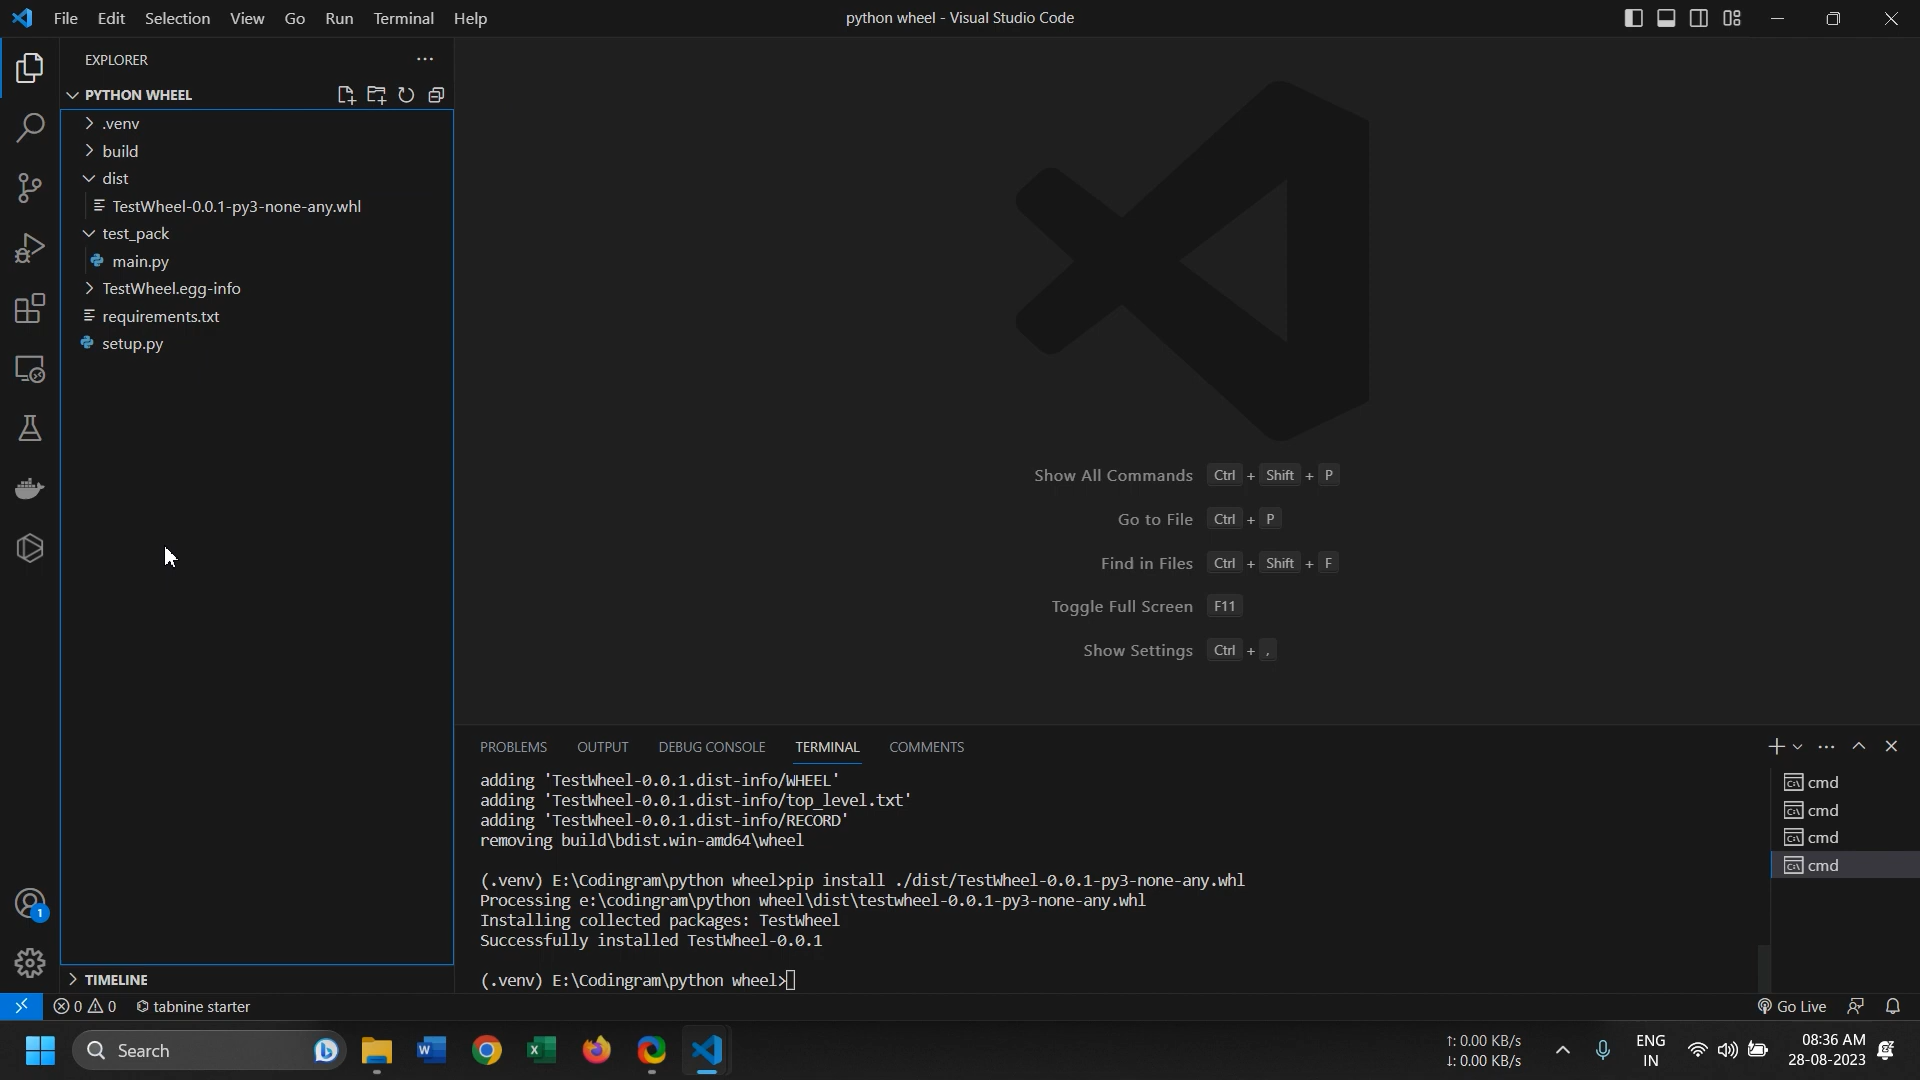 File Edit Selection View Go Run Terminal Help
python wheel - Visual Studio Code
EXPLORER
PYTHON WHEEL
.venv
build
dist
TestWheel-0.0.1-py3-none-any.whl
test_pack
main.py
TestWheel.egg-info
requirements.txt
setup.py
Show All Commands Ctrl + Shift + P
Go to File Ctrl + P
Find in Files Ctrl + Shift + F
Toggle Full Screen F11
Show Settings Ctrl + ,
PROBLEMS OUTPUT DEBUG CONSOLE TERMINAL COMMENTS
adding 'TestWheel-0.0.1.dist-info/WHEEL'
adding 'TestWheel-0.0.1.dist-info/top_level.txt'
adding 'TestWheel-0.0.1.dist-info/RECORD'
removing build\bdist.win-amd64\wheel
(.venv) E:\Codingram\python wheel>pip install ./dist/TestWheel-0.0.1-py3-none-any.whl
Processing e:\codingram\python wheel\dist\testwheel-0.0.1-py3-none-any.whl
Installing collected packages: TestWheel
Successfully installed TestWheel-0.0.1
(.venv) E:\Codingram\python wheel>
cmd
cmd
cmd
cmd
1
TIMELINE
0 0 tabnine starter
Go Live
Search
↑: 0.00 KB/s
↓: 0.00 KB/s
ENG
IN
08:36 AM
28-08-2023